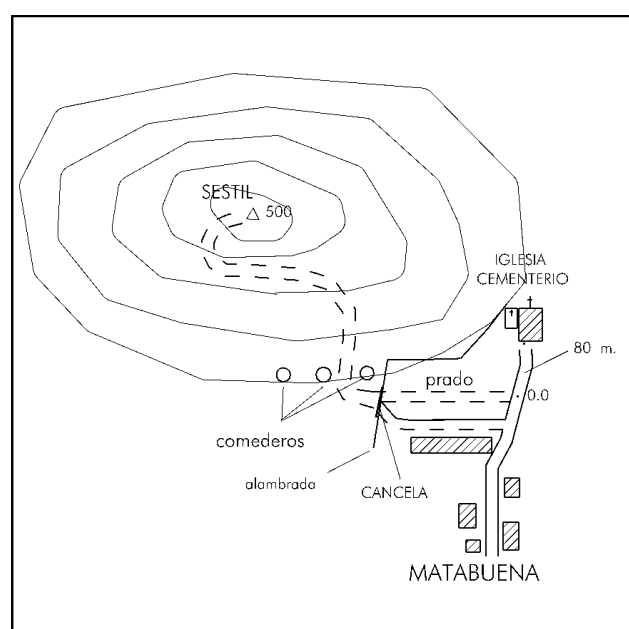 SESTIL
500
IGLESIA
CEMENTERIO
80 m.
prado
0.0
comederos
alambrada
CANCELA
MATABUENA